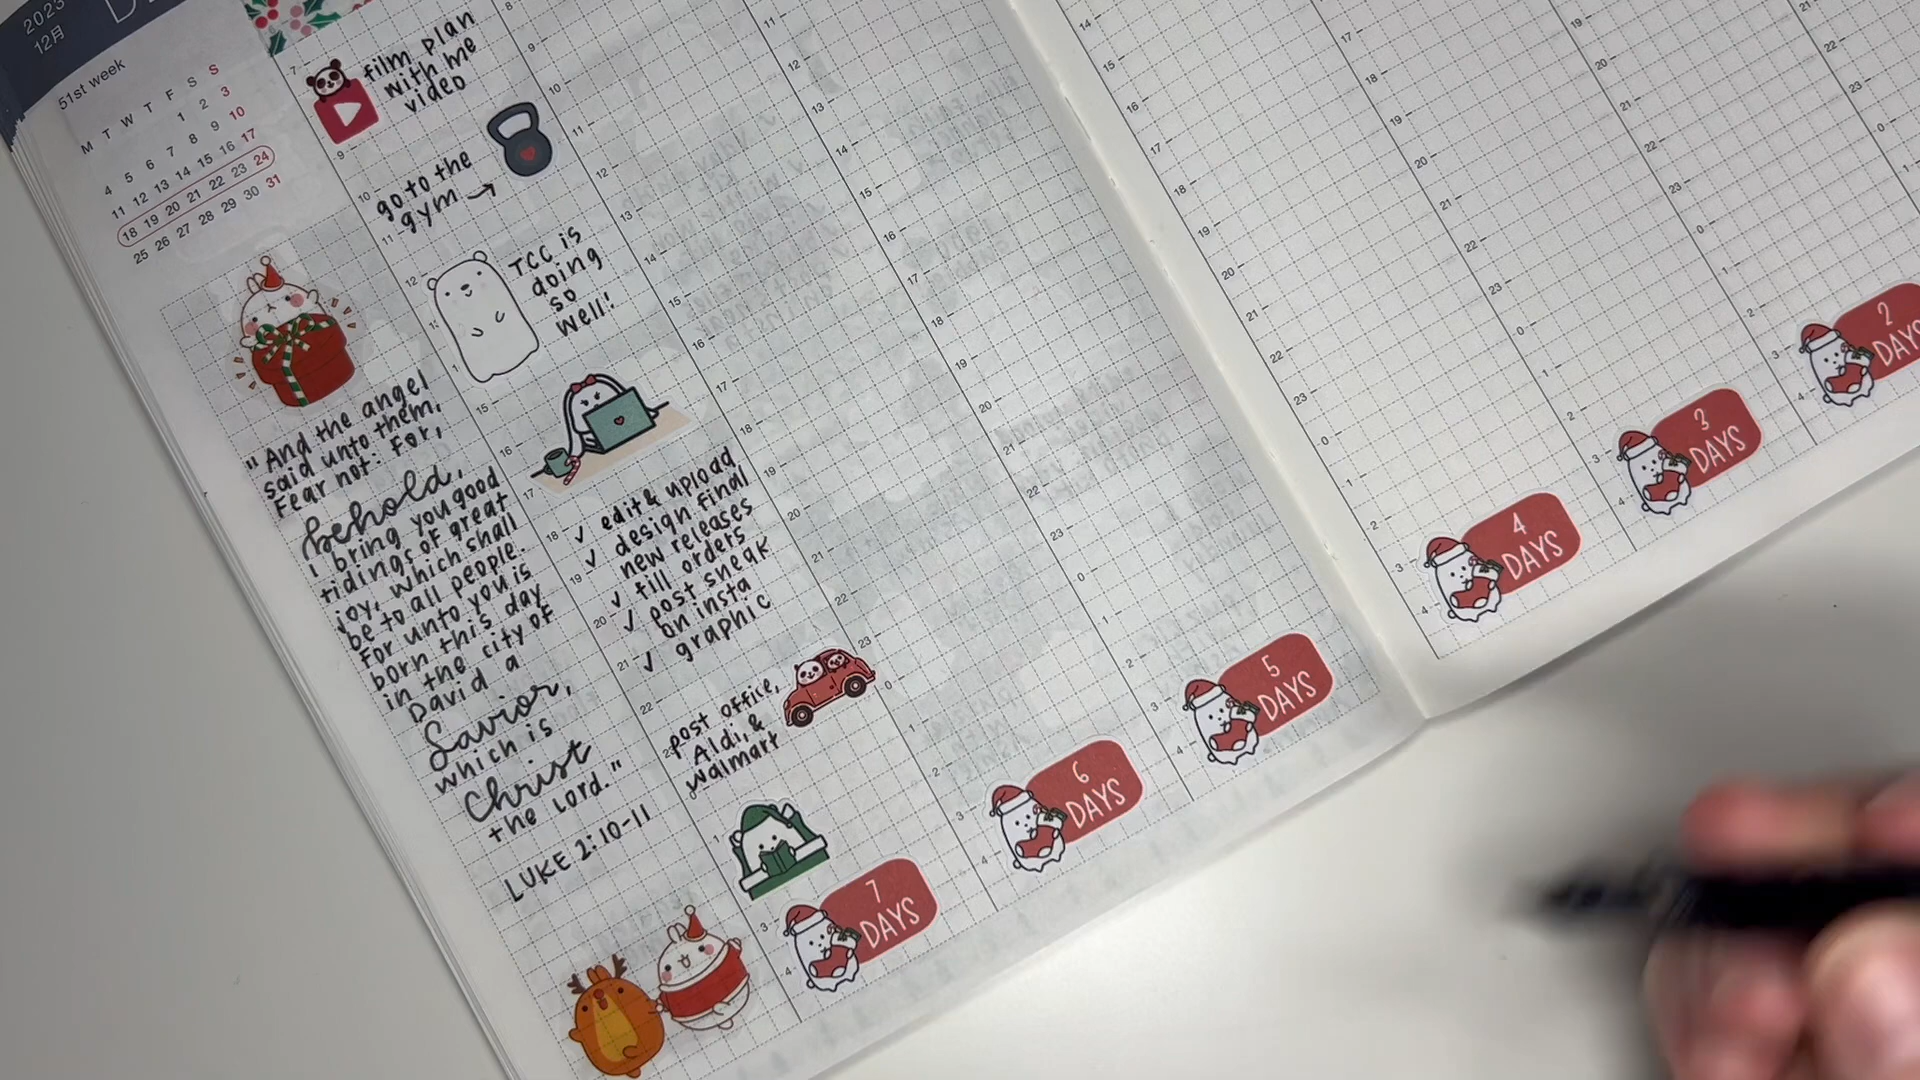 2023
12月
51st week
M T W T F S S
1 2 3
4 5 6 7 8 9 10
11 12 13 14 15 16 17
18 19 20 21 22 23 24
25 26 27 28 29 30 31
"And the angel
said unto them,
Fear not: For,
behold,
I bring you good
tidings of great
joy, which shall
be to all people.
For unto you is
born this day
in the city of
David a
Savior,
which is
Christ
the Lord."
LUKE 2:10-11
film plan
with me
video
go to the
gym →
TCC is
doing
so
well!
✓ edit & upload
✓ design final
new releases
✓ fill orders
✓ post sneak
on insta
✓ graphic
post office,
Aldi, &
walmart
7
DAYS
6
DAYS
5
DAYS
4
DAYS
3
DAYS
2
DAYS